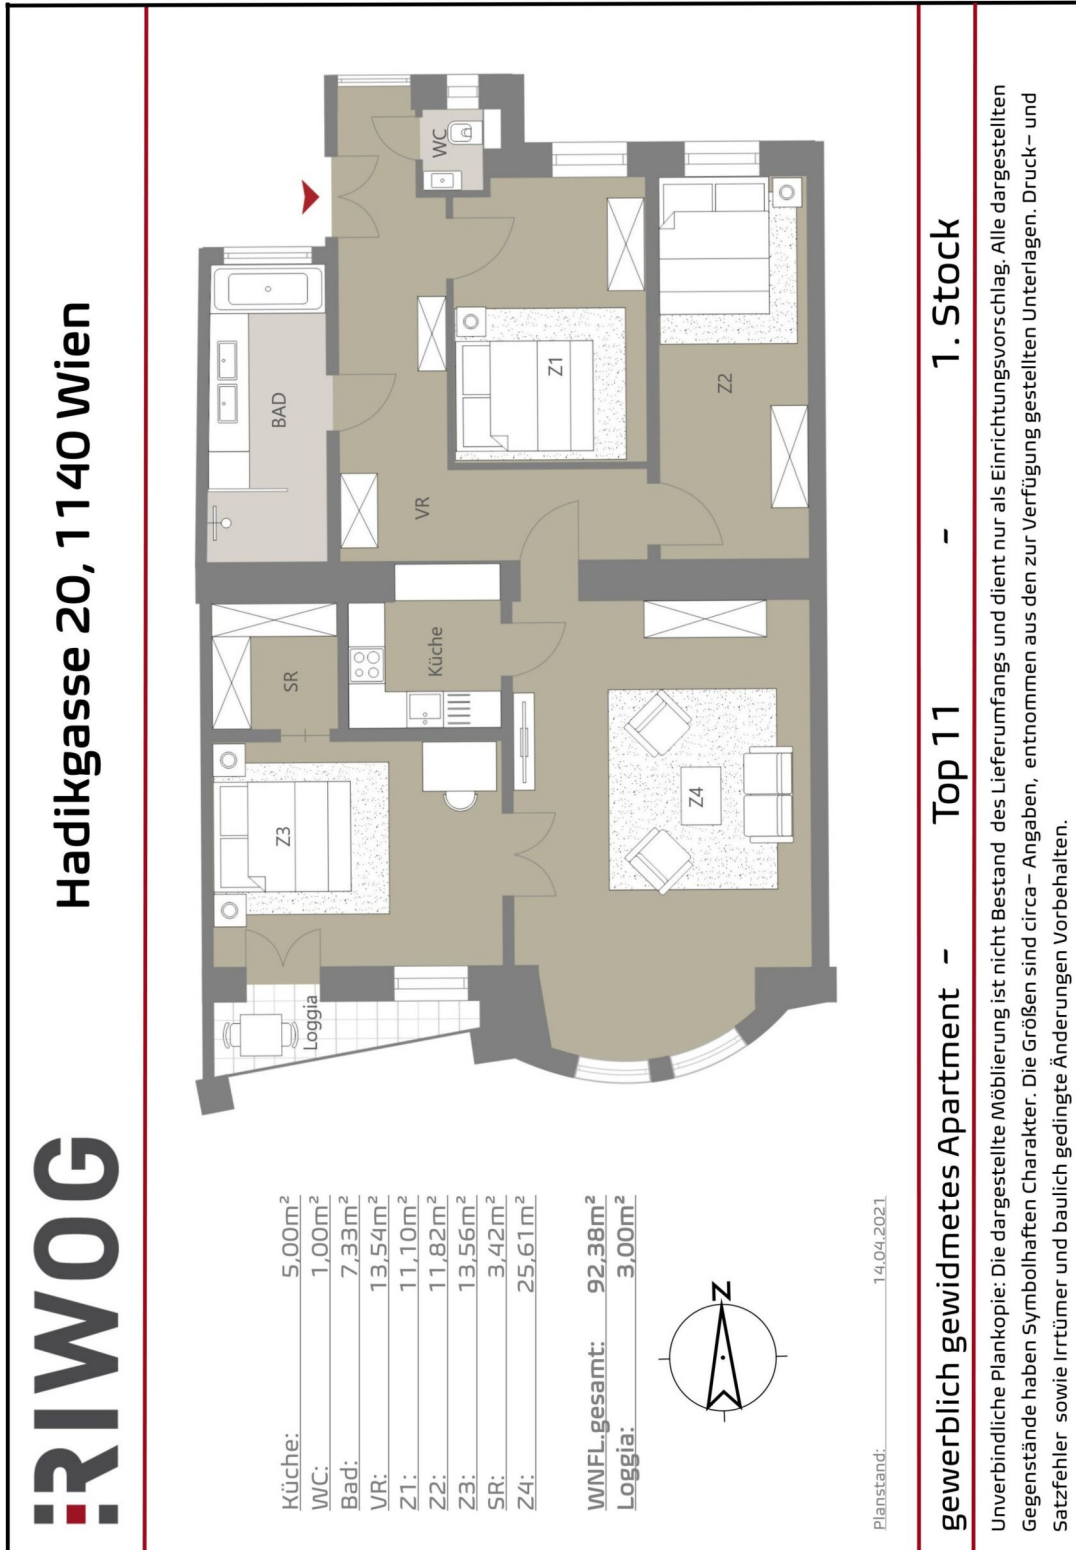 RIWOG
Hadikgasse 20, 1140 Wien
Küche: 5,00m²
WC: 1,00m²
Bad: 7,33m²
VR: 13,54m²
Z1: 11,10m²
Z2: 11,82m²
Z3: 13,56m²
SR: 3,42m²
Z4: 25,61m²
WNFL.gesamt: 92,38m²
Loggia: 3,00m²
N
Planstand: 14.04.2021
BAD
WC
SR
Küche
VR
Z1
Z2
Z3
Loggia
Z4
gewerblich gewidmetes Apartment - Top 11 - 1. Stock
Unverbindliche Plankopie: Die dargestellte Möblierung ist nicht Bestand des Lieferumfangs und dient nur als Einrichtungsvorschlag. Alle dargestellten
Gegenstände haben Symbolhaften Charakter. Die Größen sind circa- Angaben, entnommen aus den zur Verfügung gestellten Unterlagen. Druck- und
Satzfehler sowie Irrtümer und baulich gedingte Änderungen Vorbehalten.